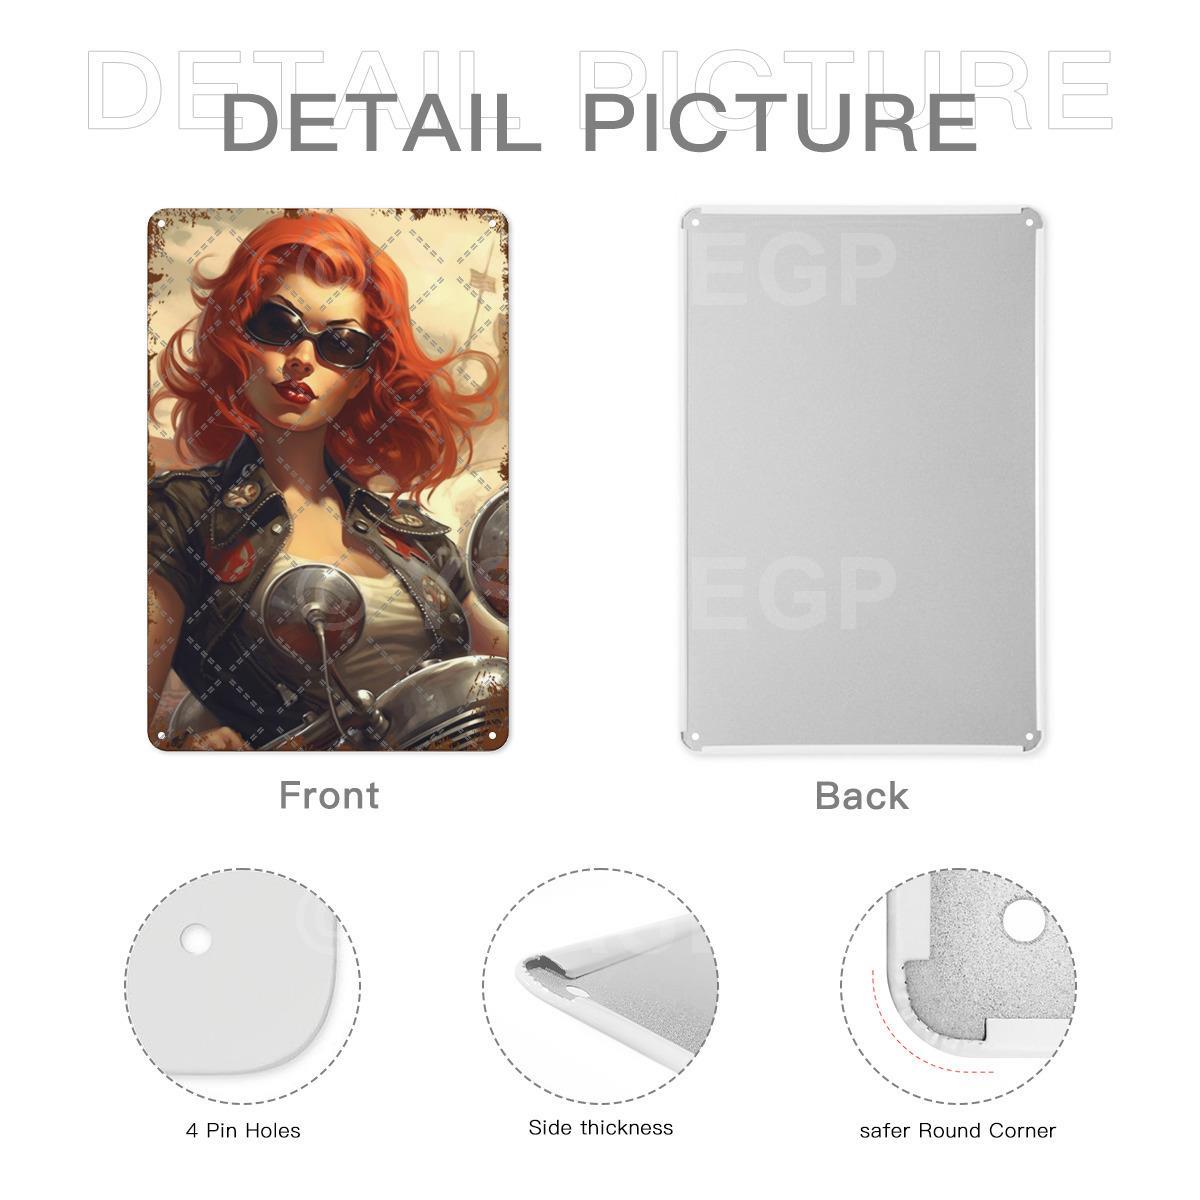 DETAIL PICTURE
DETAIL PICTURE
EGP
EGP
Front
Back
4 Pin Holes
Side thickness
safer Round Corner